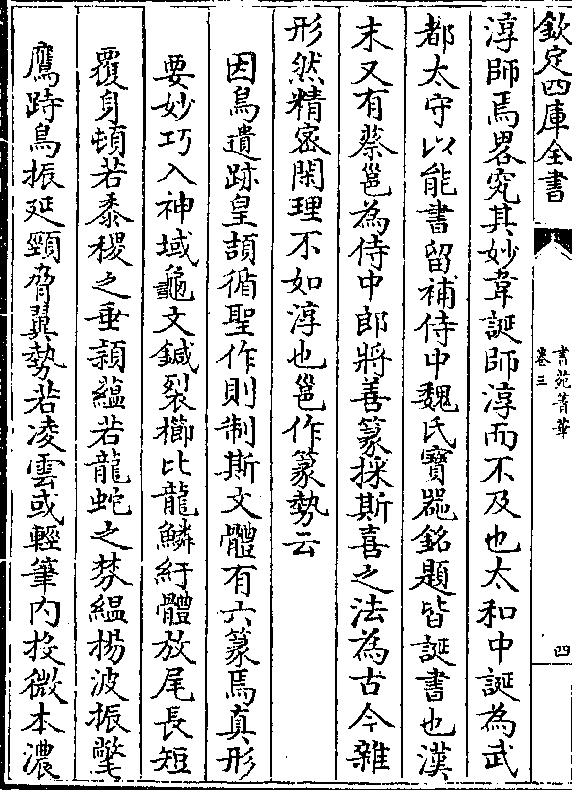 欽定四庫全書
書苑菁華
卷三
四
淳師焉畧究其妙韋誕師淳而不及也太和中誕為武
都太守以能書留補侍中魏氏寶器銘題皆誕書也漢
末又有蔡邕為侍中郎將善篆採斯喜之法為古今雜
形然精密閑理不如淳也邕作篆勢云
因鳥遺跡皇頡循聖作則制斯文體有六篆焉真形
要妙巧入神域龜文鍼裂櫛比龍鱗紆體放尾長短
覆身頓若黍稷之垂穎蘊若龍蛇之棼緼揚波振擎
鷹跱鳥振延頸脅翼勢若凌雲或輕筆内投微本濃